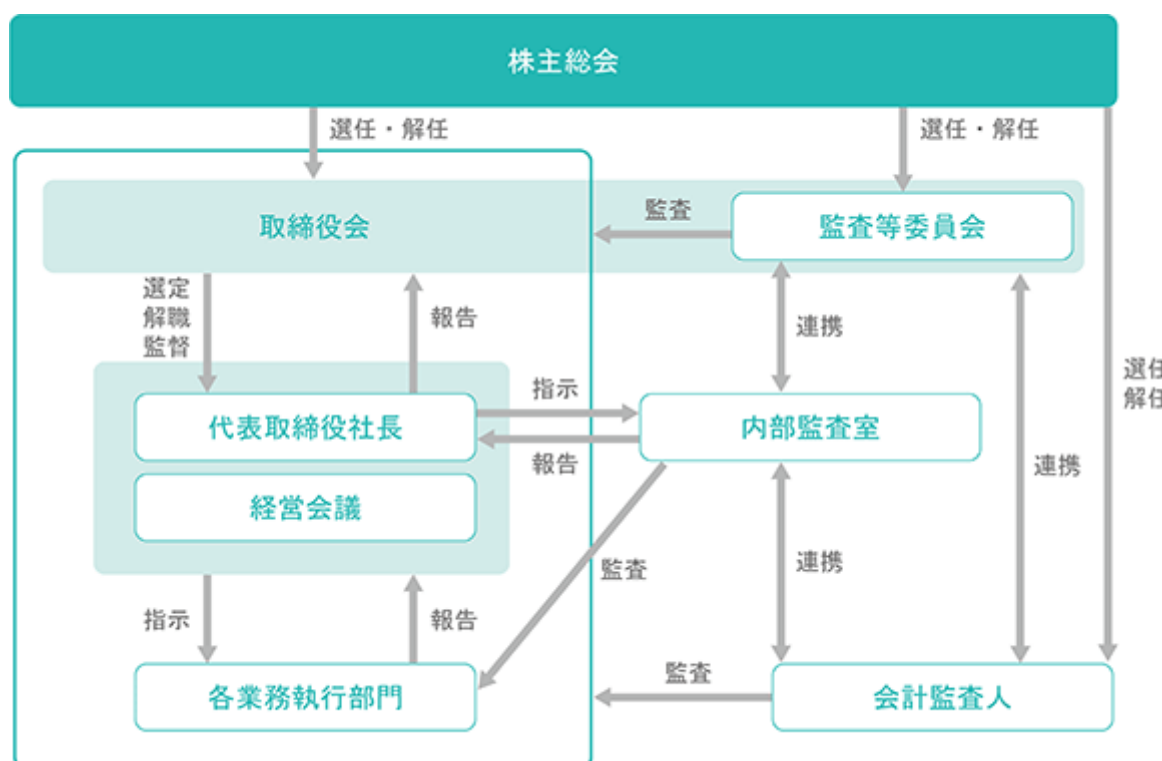 株主総会
選任・解任
選任・解任
取締役会
監査
監査等委員会
選定
解職
監督
報告
連携
選任
解任
代表取締役社長
指示
報告
内部監査室
経営会議
連携
監査
連携
指示
報告
各業務執行部門
監査
会計監査人